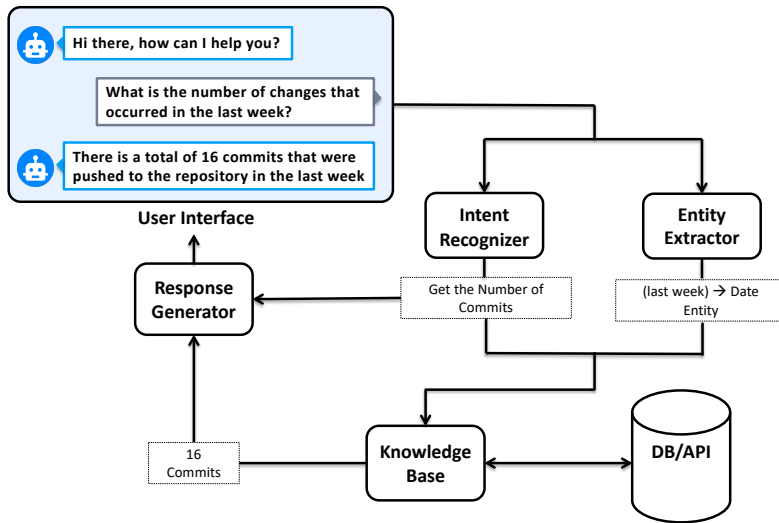 Hi there, how can I help you?
What is the number of changes that
occurred in the last week?
There is a total of 16 commits that were
pushed to the repository in the last week
User Interface
Intent
Recognizer
Entity
Extractor
Response
Generator
Get the Number of
Commits
(last week) → Date
Entity
16
Commits
Knowledge
Base
DB/API